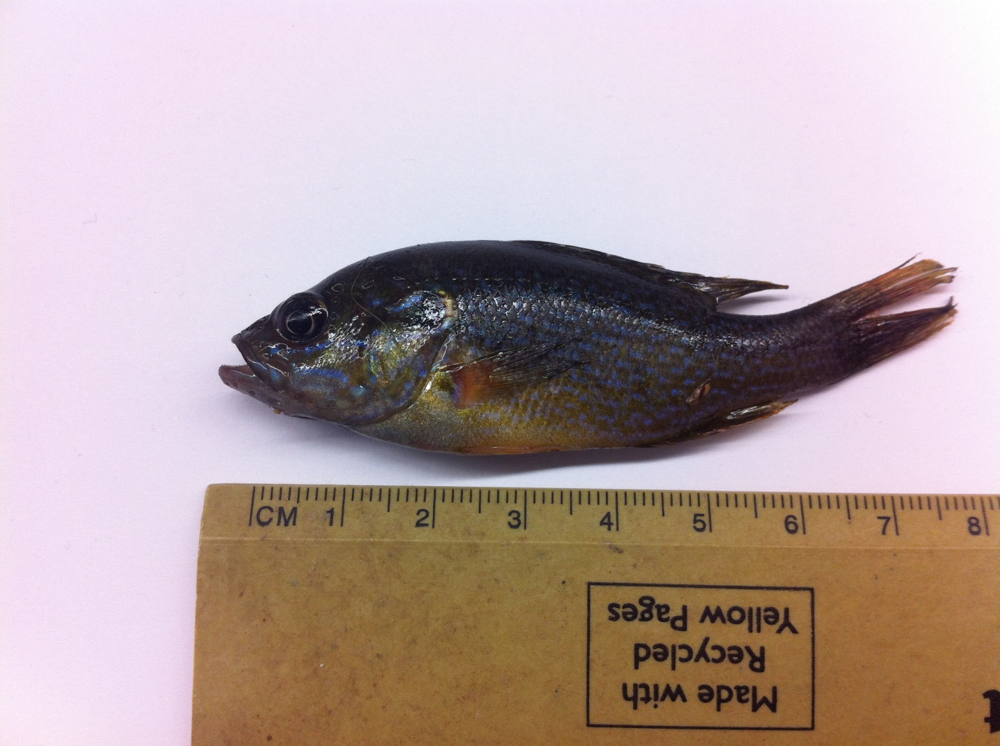 CM 1 2 3 4 5 6 7 8
Made with
Recycled
Yellow Pages